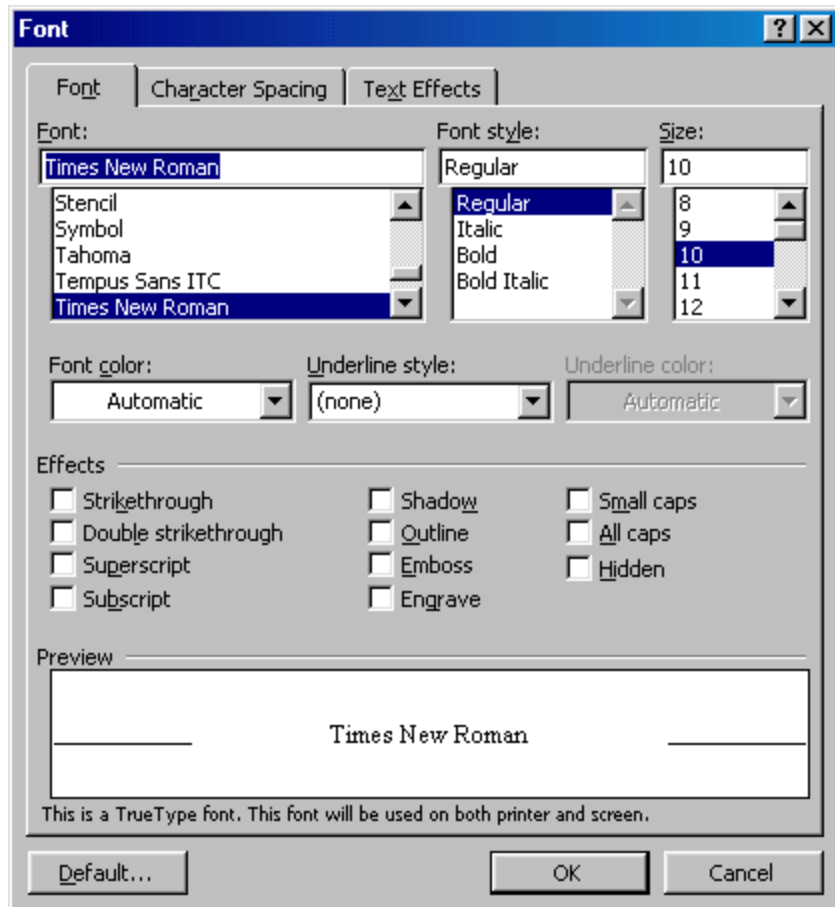 Font
Font Character Spacing Text Effects
Font: Font style: Size:
Times New Roman Regular 10
Stencil Regular 8
Symbol Italic 9
Tahoma Bold 10
Tempus Sans ITC Bold Italic 11
Times New Roman 12
Font color: Underline style: Underline color:
Automatic (none) Automatic
Effects
Strikethrough Shadow Small caps
Double strikethrough Outline All caps
Superscript Emboss Hidden
Subscript Engrave
Preview
Times New Roman
This is a TrueType font. This font will be used on both printer and screen.
Default... OK Cancel